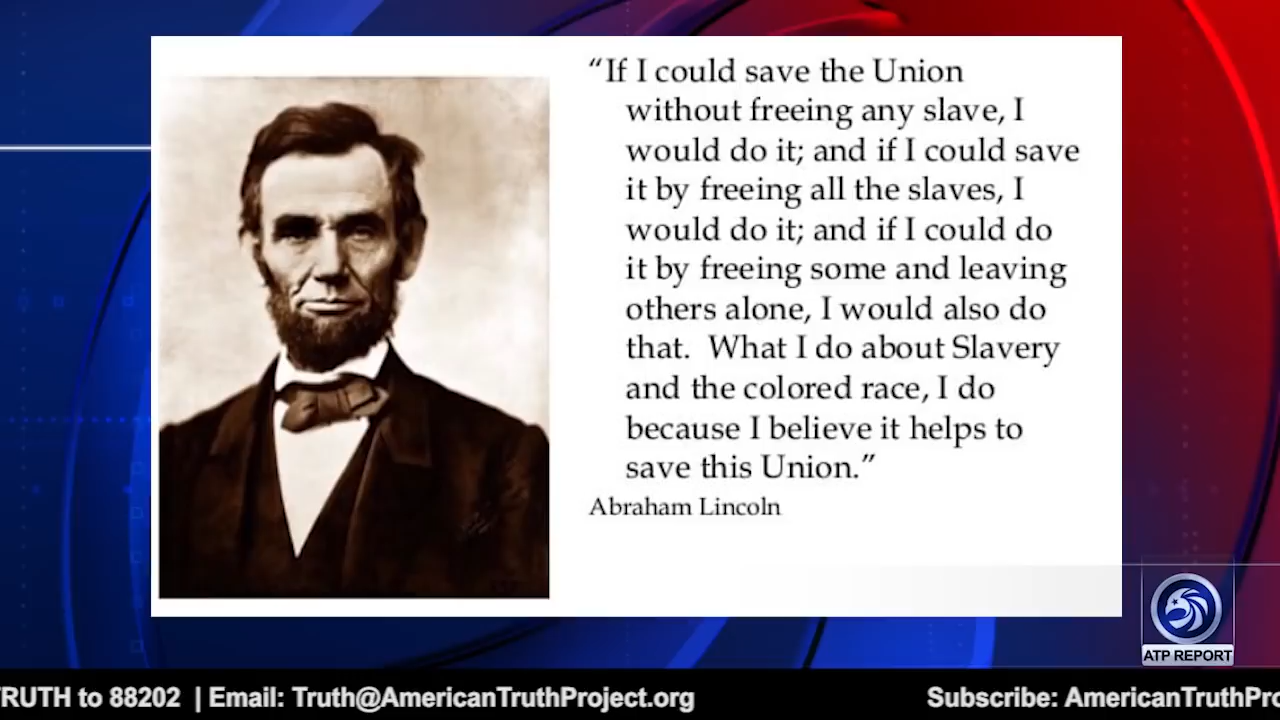 “If I could save the Union
without freeing any slave, I
would do it; and if I could save
it by freeing all the slaves, I
would do it; and if I could do
it by freeing some and leaving
others alone, I would also do
that.  What I do about Slavery
and the colored race, I do
because I believe it helps to
save this Union.”
Abraham Lincoln
ATP REPORT
TRUTH to 88202 | Email: Truth@AmericanTruthProject.org
Subscribe: